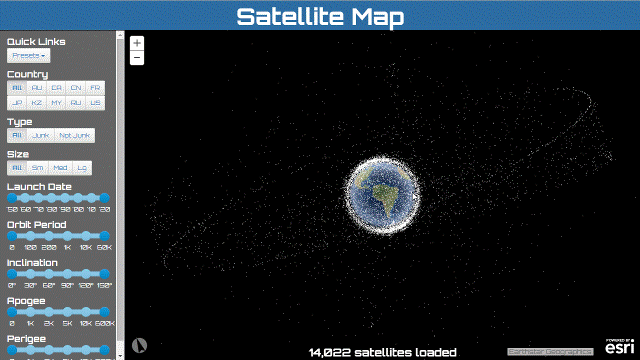 Satellite Map
Quick Links
Presets
Country
All AU CA CN FR
JP KZ MY RU US
Type
All Junk Not Junk
Size
All Sm Med Lg
Launch Date
'50 '60 '70 '80 '90 '00 '10 '20
Orbit Period
0 100 200 1K 10K 60K
Inclination
0° 30° 60° 90° 120° 150°
Apogee
0 1K 2K 5K 10K 600K
Perigee
+
−
14,022 satellites loaded
Earthstar Geographics
POWERED BY
esri